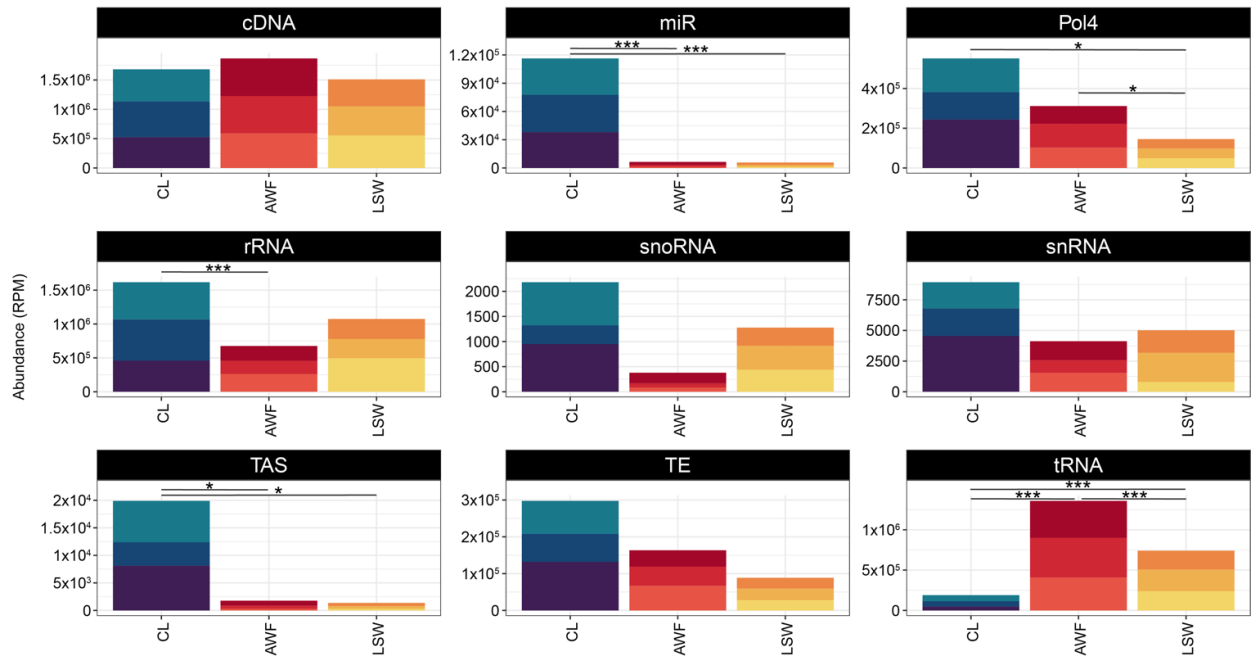 cDNA
miR
Pol4
1.5x10⁶
1x10⁶
5x10⁵
0
CL
AWF
LSW
***
***
1.2x10⁵
9x10⁴
6x10⁴
3x10⁴
0
CL
AWF
LSW
*
*
4x10⁵
2x10⁵
0
CL
AWF
LSW
Abundance (RPM)
rRNA
snoRNA
snRNA
***
1.5x10⁶
1x10⁶
5x10⁵
0
CL
AWF
LSW
2000
1500
1000
500
0
CL
AWF
LSW
7500
5000
2500
0
CL
AWF
LSW
TAS
TE
tRNA
*
*
2x10⁴
1.5x10⁴
1x10⁴
5x10³
0
CL
AWF
LSW
3x10⁵
2x10⁵
1x10⁵
0
CL
AWF
LSW
***
*** ***
1x10⁶
5x10⁵
0
CL
AWF
LSW